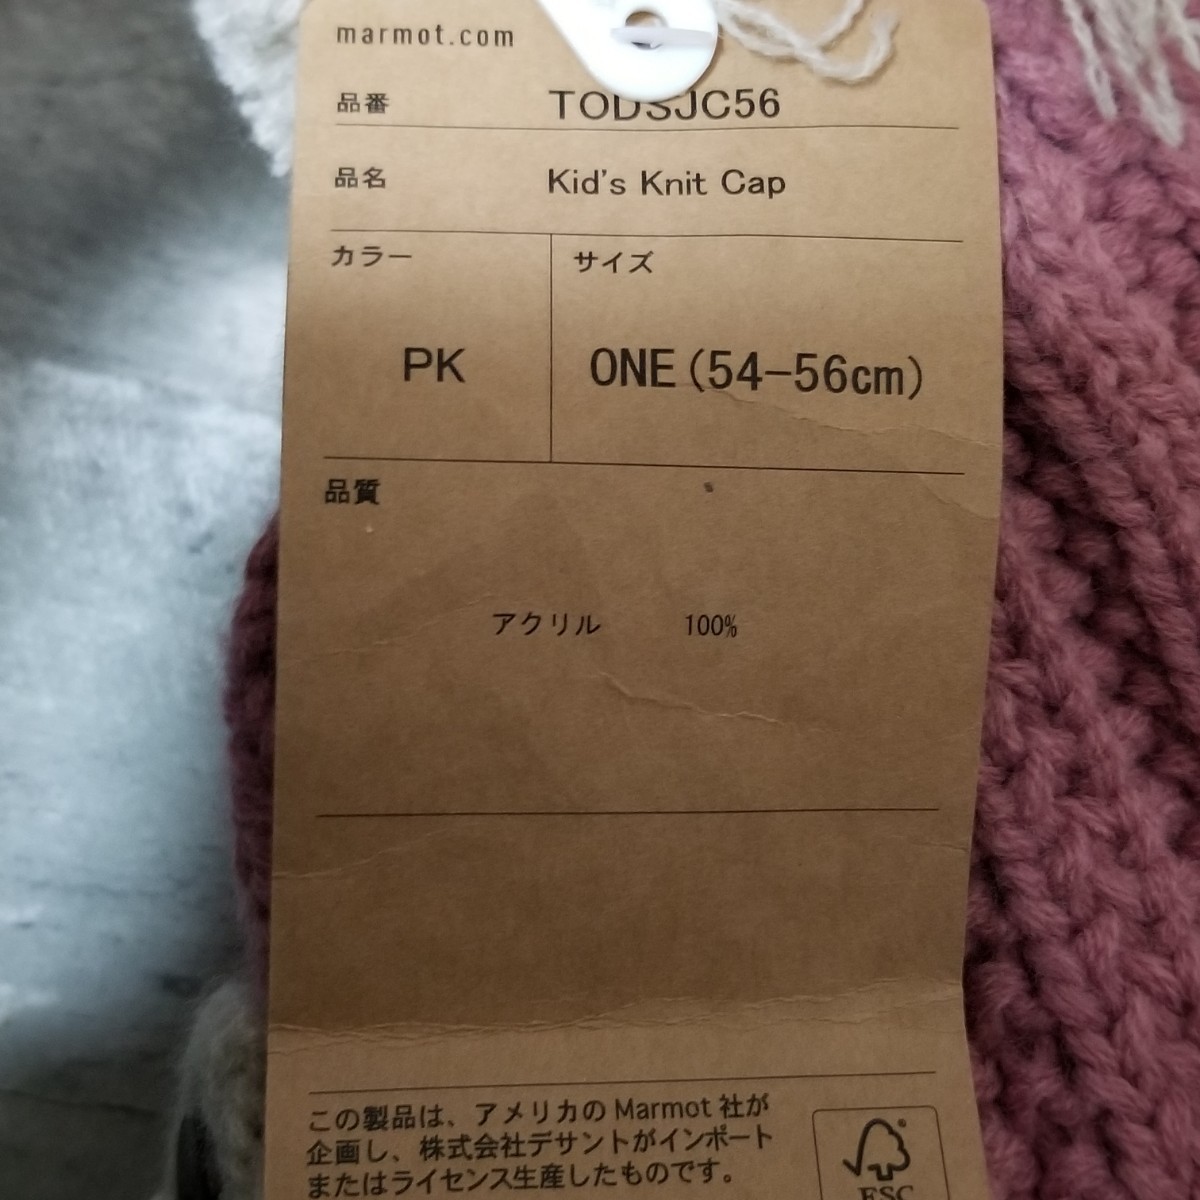 marmot.com
品番 TODSJC56
品名 Kid's Knit Cap
カラー サイズ
PK ONE(54-56cm)
品質
アクリル 100%
この製品は、アメリカのMarmot社が
企画し、株式会社デサントがインポート
またはライセンス生産したものです。
FSC